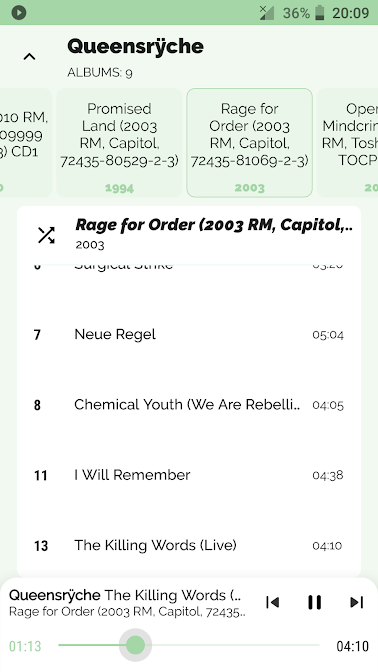 36% 20:09
Queensrÿche
ALBUMS: 9
010 RM,
09999
3) CD1
0
Promised
Land (2003
RM, Capitol,
72435-80529-2-3)
1994
Rage for
Order (2003
RM, Capitol,
72435-81069-2-3)
2003
Oper
Mindcrin
RM, Tosh
TOCP
20
Rage for Order (2003 RM, Capitol,..
2003
6 Surgical Strike 03:20
7 Neue Regel 05:04
8 Chemical Youth (We Are Rebelli.. 04:05
11 I Will Remember 04:38
13 The Killing Words (Live) 04:10
Queensrÿche The Killing Words (..
Rage for Order (2003 RM, Capitol, 72435..
01:13 04:10